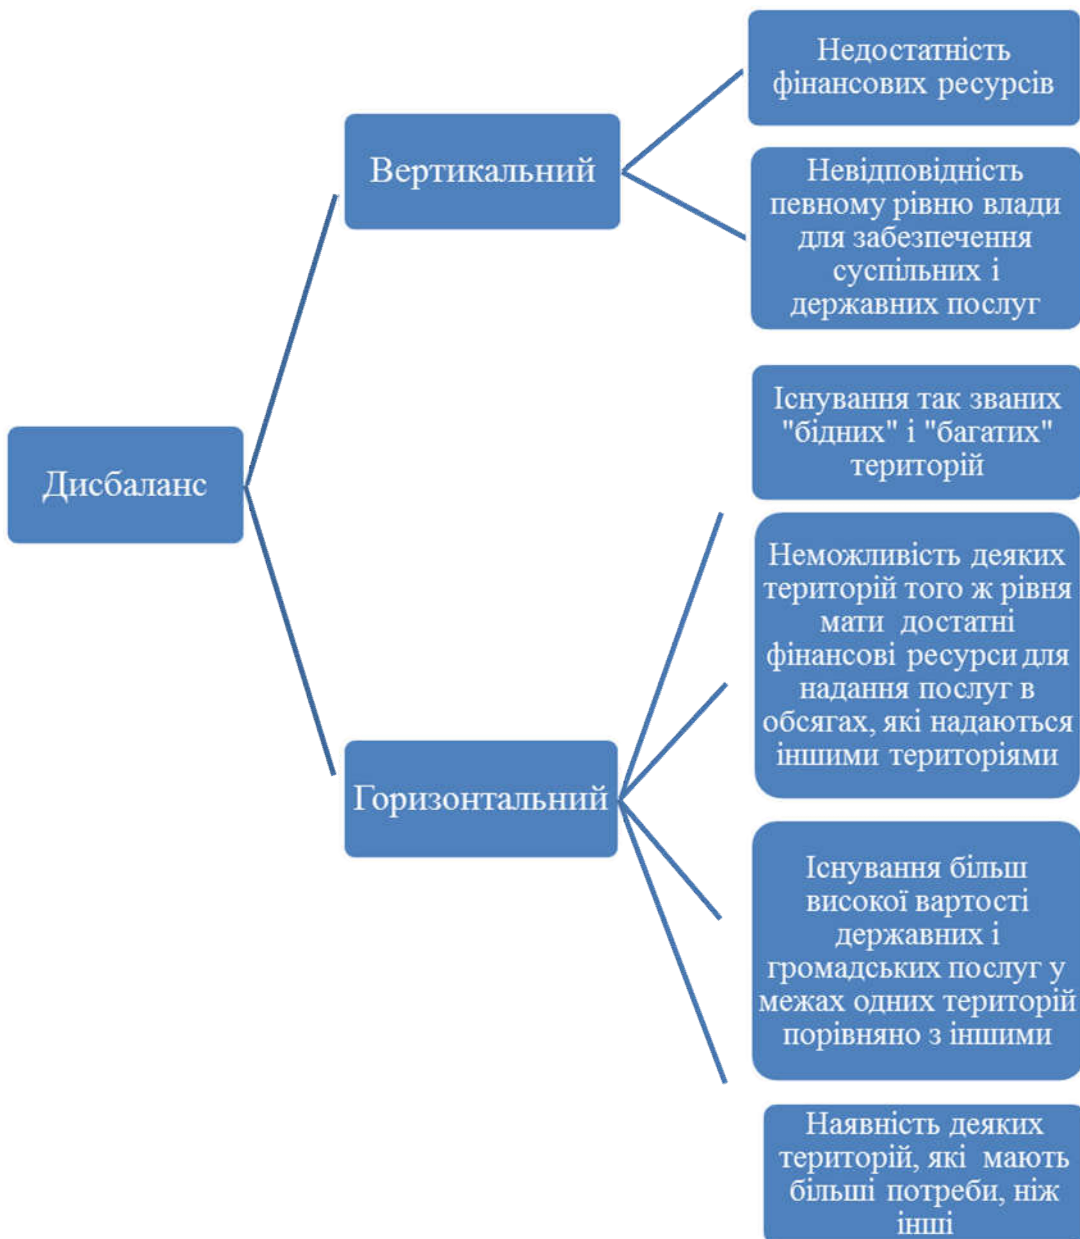 Недостатність
фінансових ресурсів
Вертикальний
Невідповідність
певному рівню влади
для забезпечення
суспільних і
державних послуг
Існування так званих
"бідних" і "багатих"
територій
Дисбаланс
Неможливість деяких
територій того ж рівня
мати достатні
фінансові ресурси для
надання послуг в
обсягах, які надаються
іншими територіями
Горизонтальний
Існування більш
високої вартості
державних і
громадських послуг у
межах одних територій
порівняно з іншими
Наявність деяких
територій, які мають
більші потреби, ніж
інші